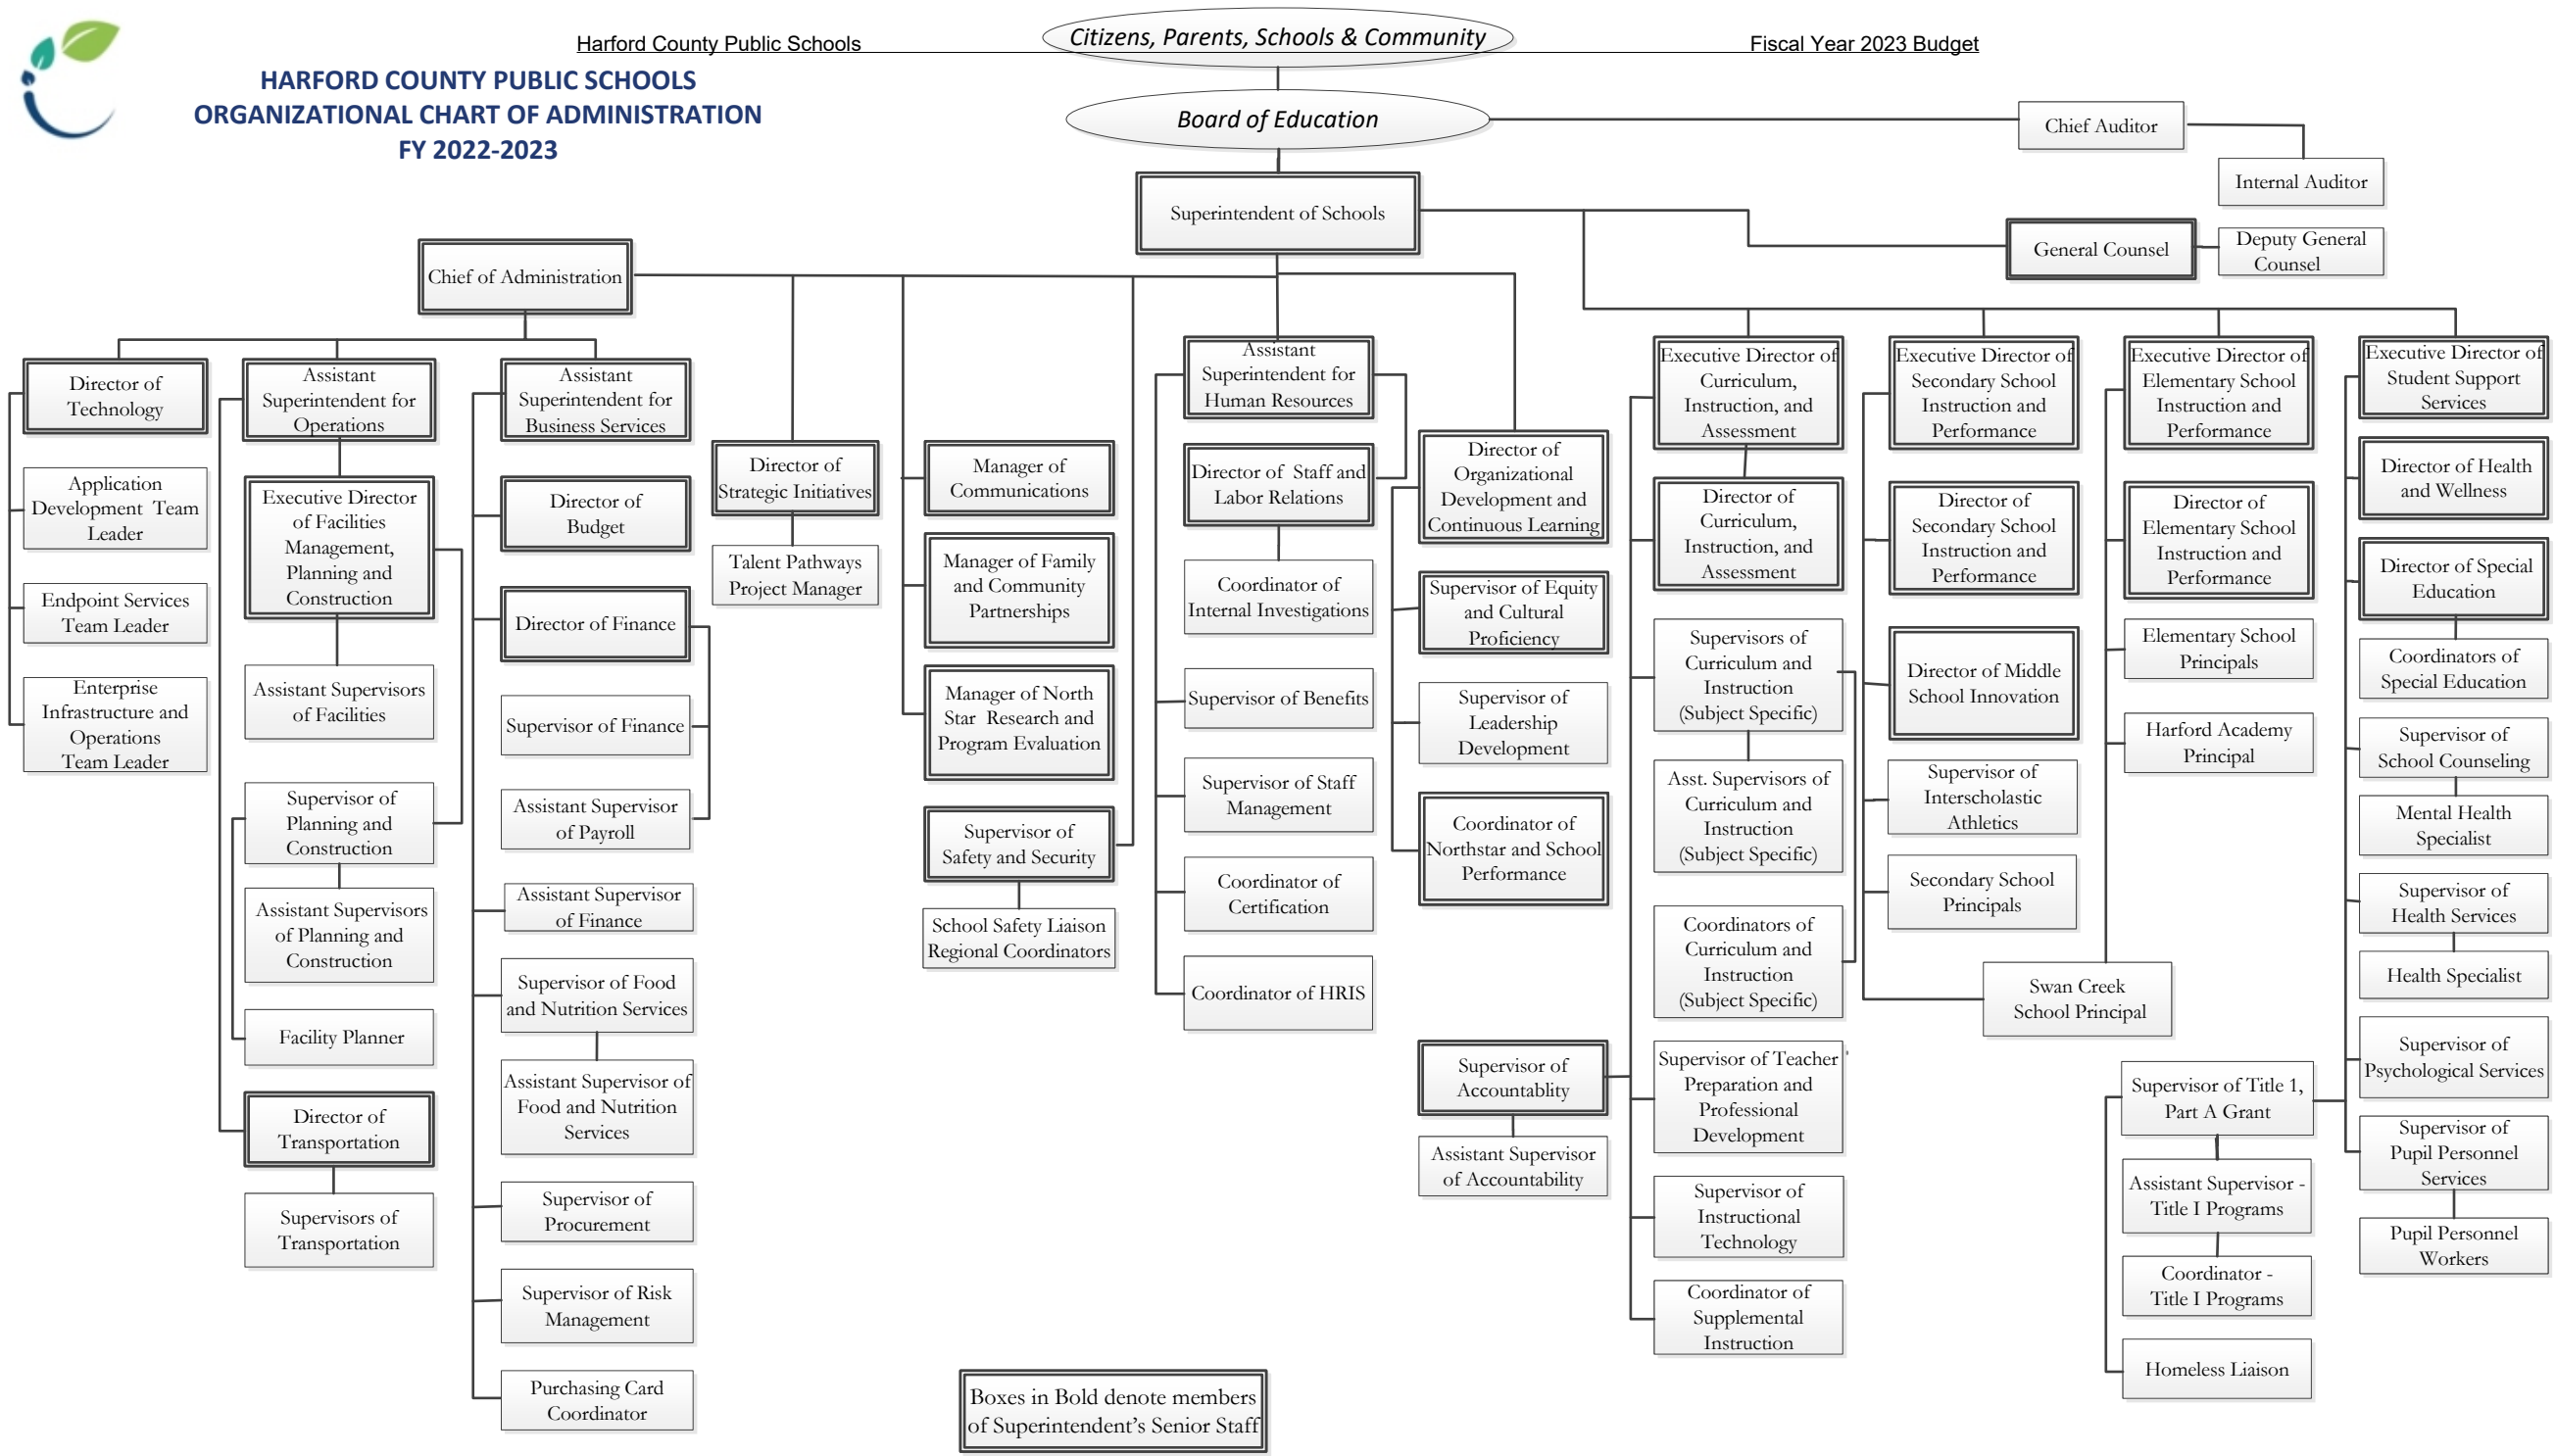 Harford County Public Schools
Fiscal Year 2023 Budget
HARFORD COUNTY PUBLIC SCHOOLS
ORGANIZATIONAL CHART OF ADMINISTRATION
FY 2022-2023
Citizens, Parents, Schools & Community
Board of Education
Chief Auditor
Internal Auditor
Superintendent of Schools
General Counsel
Deputy General
Counsel
Chief of Administration
Director of
Technology
Application
Development Team
Leader
Endpoint Services
Team Leader
Enterprise
Infrastructure and
Operations
Team Leader
Assistant
Superintendent for
Operations
Executive Director
of Facilities
Management,
Planning and
Construction
Assistant Supervisors
of Facilities
Supervisor of
Planning and
Construction
Assistant Supervisors
of Planning and
Construction
Facility Planner
Director of
Transportation
Supervisors of
Transportation
Assistant
Superintendent for
Business Services
Director of
Budget
Director of Finance
Supervisor of Finance
Assistant Supervisor
of Payroll
Assistant Supervisor
of Finance
Supervisor of Food
and Nutrition Services
Assistant Supervisor of
Food and Nutrition
Services
Supervisor of
Procurement
Supervisor of Risk
Management
Purchasing Card
Coordinator
Director of
Strategic Initiatives
Talent Pathways
Project Manager
Manager of
Communications
Manager of Family
and Community
Partnerships
Manager of North
Star Research and
Program Evaluation
Supervisor of
Safety and Security
School Safety Liaison
Regional Coordinators
Assistant
Superintendent for
Human Resources
Director of Staff and
Labor Relations
Coordinator of
Internal Investigations
Supervisor of Benefits
Supervisor of Staff
Management
Coordinator of
Certification
Coordinator of HRIS
Director of
Organizational
Development and
Continuous Learning
Supervisor of Equity
and Cultural
Proficiency
Supervisor of
Leadership
Development
Coordinator of
Northstar and School
Performance
Supervisor of
Accountablity
Assistant Supervisor
of Accountability
Executive Director of
Curriculum,
Instruction, and
Assessment
Director of
Curriculum,
Instruction, and
Assessment
Supervisors of
Curriculum and
Instruction
(Subject Specific)
Asst. Supervisors of
Curriculum and
Instruction
(Subject Specific)
Coordinators of
Curriculum and
Instruction
(Subject Specific)
Supervisor of Teacher
Preparation and
Professional
Development
Supervisor of
Instructional
Technology
Coordinator of
Supplemental
Instruction
Executive Director of
Secondary School
Instruction and
Performance
Director of
Secondary School
Instruction and
Performance
Director of Middle
School Innovation
Supervisor of
Interscholastic
Athletics
Secondary School
Principals
Swan Creek
School Principal
Executive Director of
Elementary School
Instruction and
Performance
Director of
Elementary School
Instruction and
Performance
Elementary School
Principals
Harford Academy
Principal
Supervisor of Title 1,
Part A Grant
Assistant Supervisor -
Title I Programs
Coordinator -
Title I Programs
Homeless Liaison
Executive Director of
Student Support
Services
Director of Health
and Wellness
Director of Special
Education
Coordinators of
Special Education
Supervisor of
School Counseling
Mental Health
Specialist
Supervisor of
Health Services
Health Specialist
Supervisor of
Psychological Services
Supervisor of
Pupil Personnel
Services
Pupil Personnel
Workers
Boxes in Bold denote members
of Superintendent’s Senior Staff